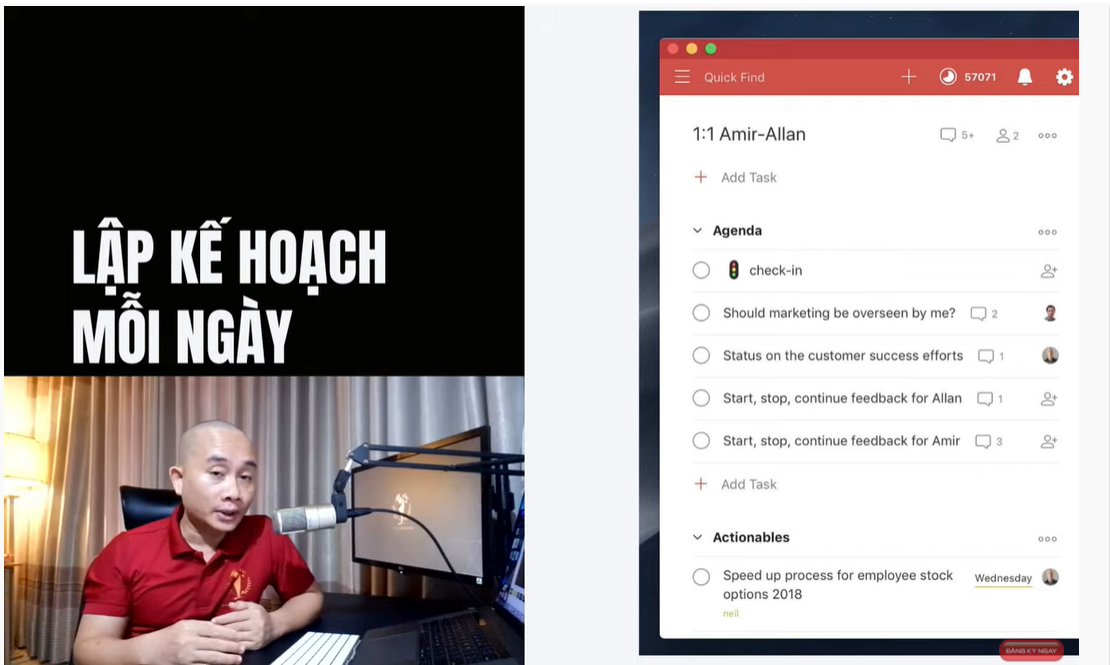 LẬP KẾ HOẠCH
MỖI NGÀY
Quick Find
57071
1:1 Amir-Allan
5+
2
Add Task
Agenda
check-in
Should marketing be overseen by me? 2
Status on the customer success efforts 1
Start, stop, continue feedback for Allan 1
Start, stop, continue feedback for Amir 3
Add Task
Actionables
Speed up process for employee stock
options 2018
Wednesday
neil
ĐĂNG KÝ NGAY